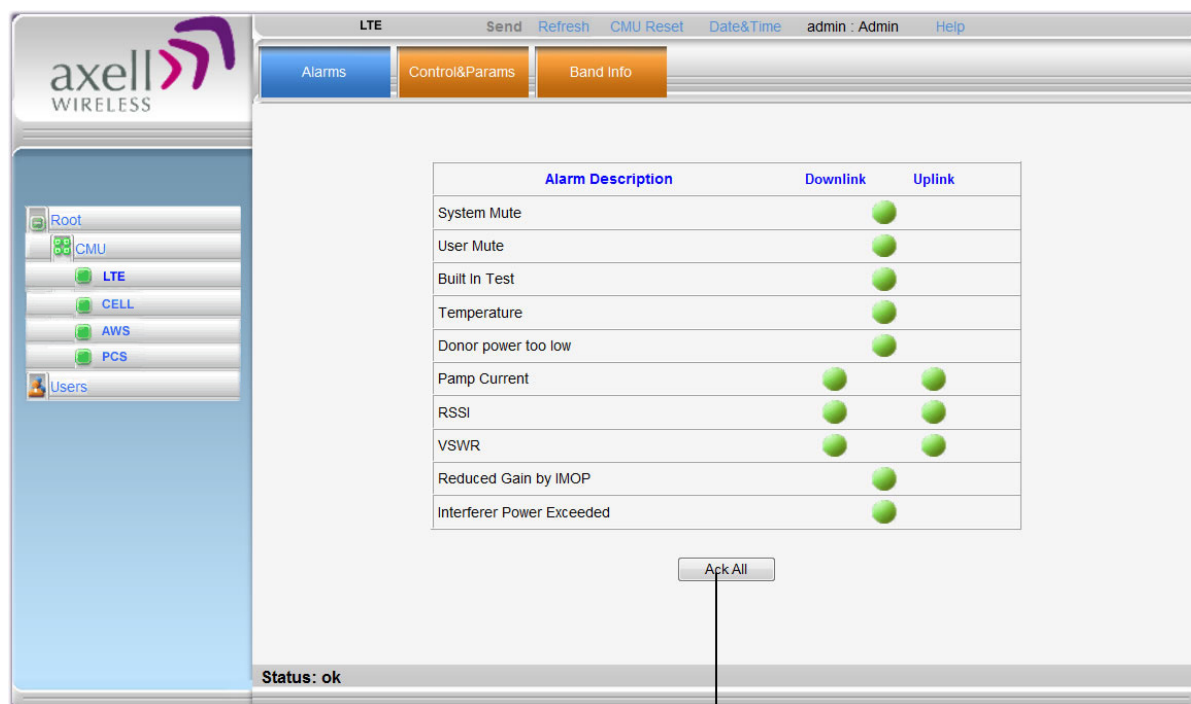 axell
WIRELESS
LTE Send Refresh CMU Reset Date&Time admin : Admin Help
Alarms Control&Params Band Info
Root
CMU
LTE
CELL
AWS
PCS
Users
Alarm Description Downlink Uplink
System Mute
User Mute
Built In Test
Temperature
Donor power too low
Pamp Current
RSSI
VSWR
Reduced Gain by IMOP
Interferer Power Exceeded
Ack All
Status: ok